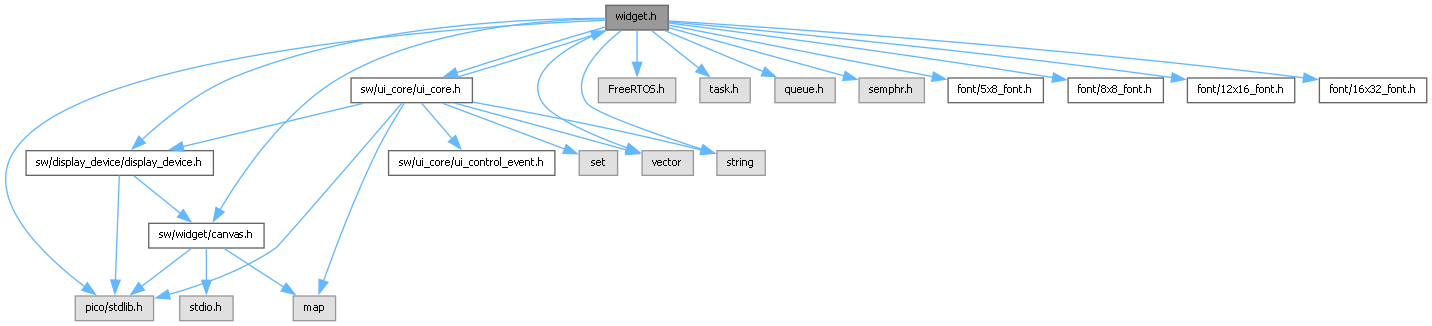 widget.h
sw/ui_core/ui_core.h
FreeRTOS.h
task.h
queue.h
semphr.h
font/5x8_font.h
font/8x8_font.h
font/12x16_font.h
font/16x32_font.h
sw/display_device/display_device.h
sw/ui_core/ui_control_event.h
set
vector
string
sw/widget/canvas.h
pico/stdlib.h
stdio.h
map